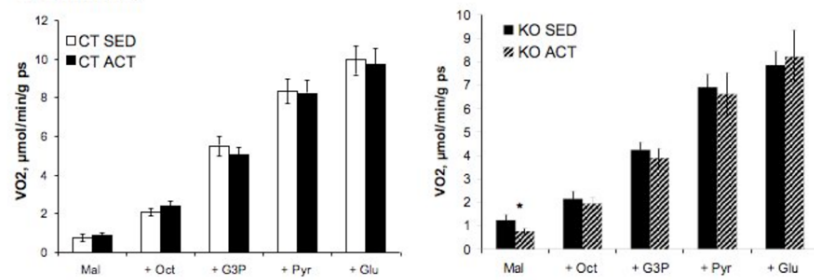 12
10
8
6
4
2
0
VO2, µmol/min/g ps
CT SED
CT ACT
Mal + Oct + G3P + Pyr + Glu
10
9
8
7
6
5
4
3
2
1
0
VO2, µmol/min/g ps
KO SED
KO ACT
*
Mal + Oct + G3P + Pyr + Glu